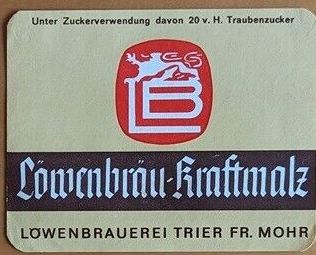 Unter Zuckerverwendung davon 20 v. H. Traubenzucker
LB
Löwenbräu-Kraftmalz
LÖWENBRAUEREI TRIER FR. MOHR